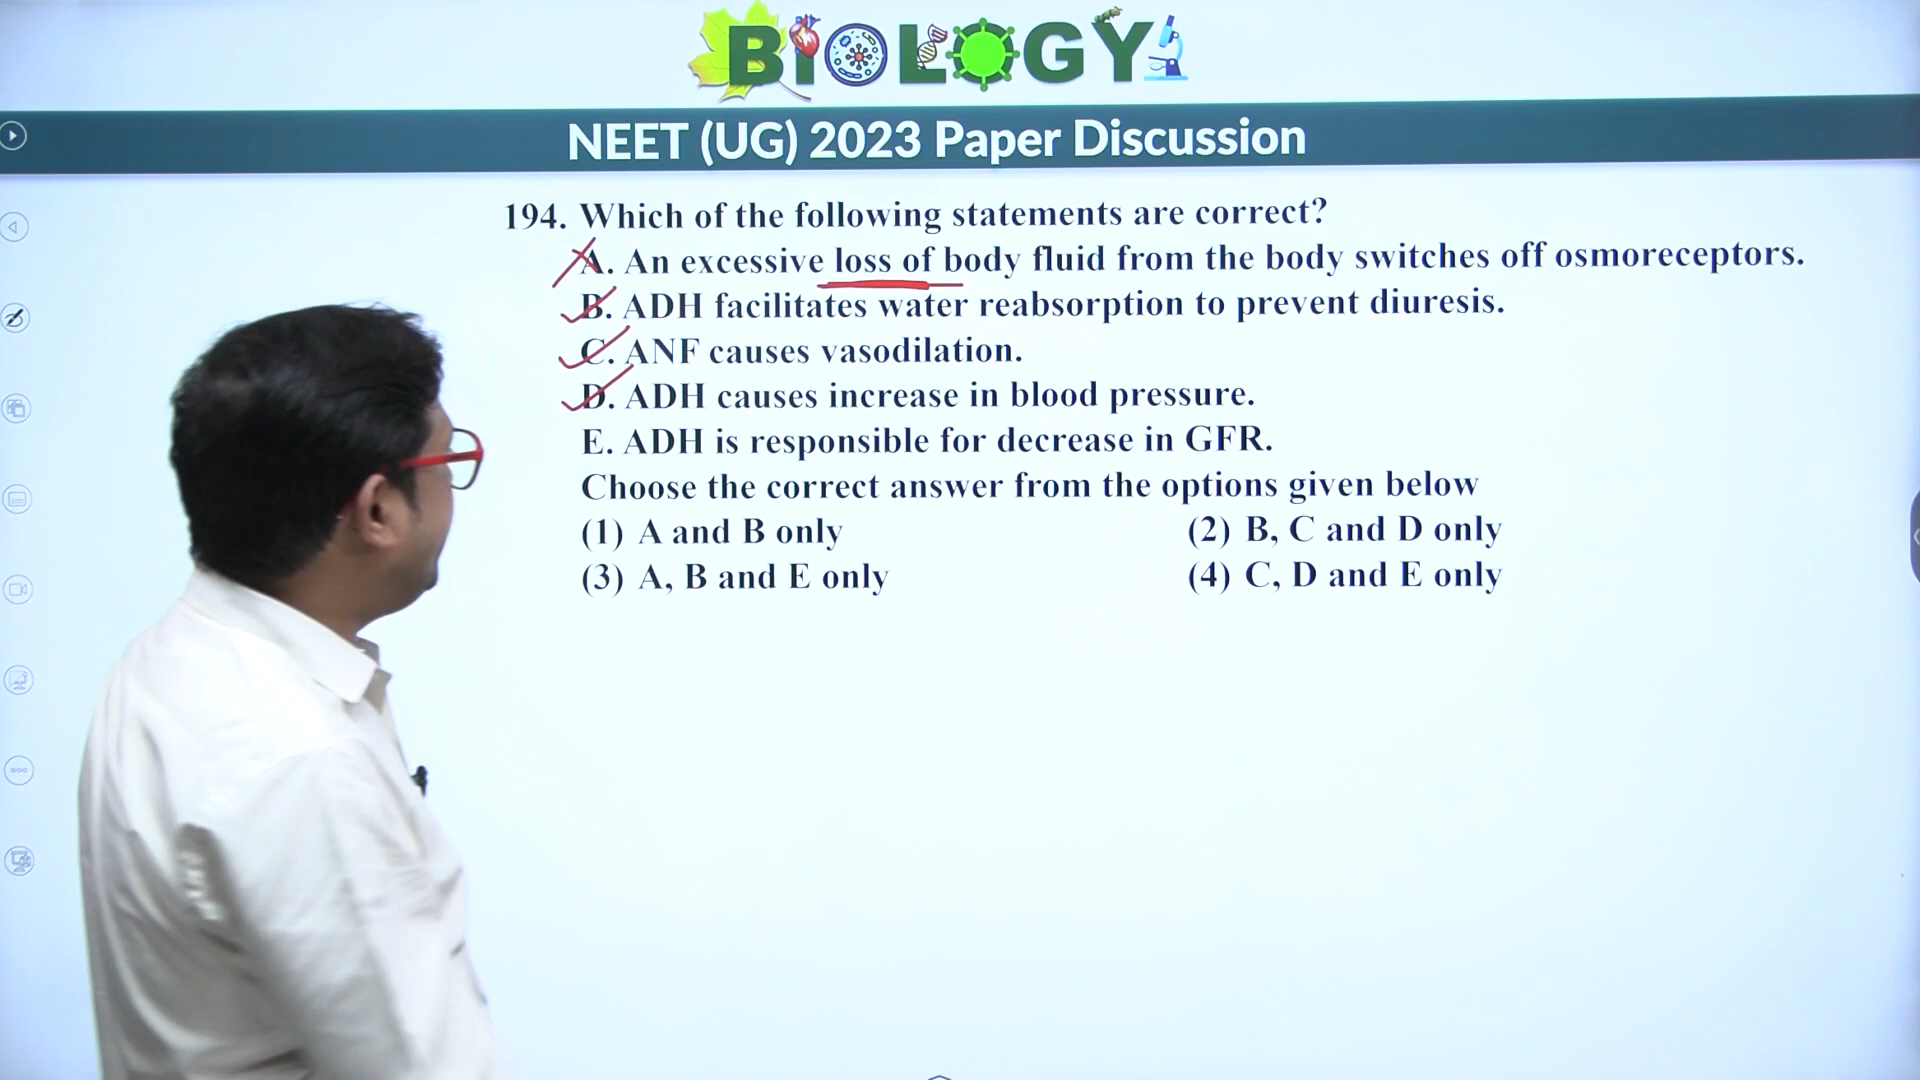 BIOLOGY
NEET (UG) 2023 Paper Discussion
194. Which of the following statements are correct?
A. An excessive loss of body fluid from the body switches off osmoreceptors.
B. ADH facilitates water reabsorption to prevent diuresis.
C. ANF causes vasodilation.
D. ADH causes increase in blood pressure.
E. ADH is responsible for decrease in GFR.
Choose the correct answer from the options given below
(1) A and B only (2) B, C and D only
(3) A, B and E only (4) C, D and E only